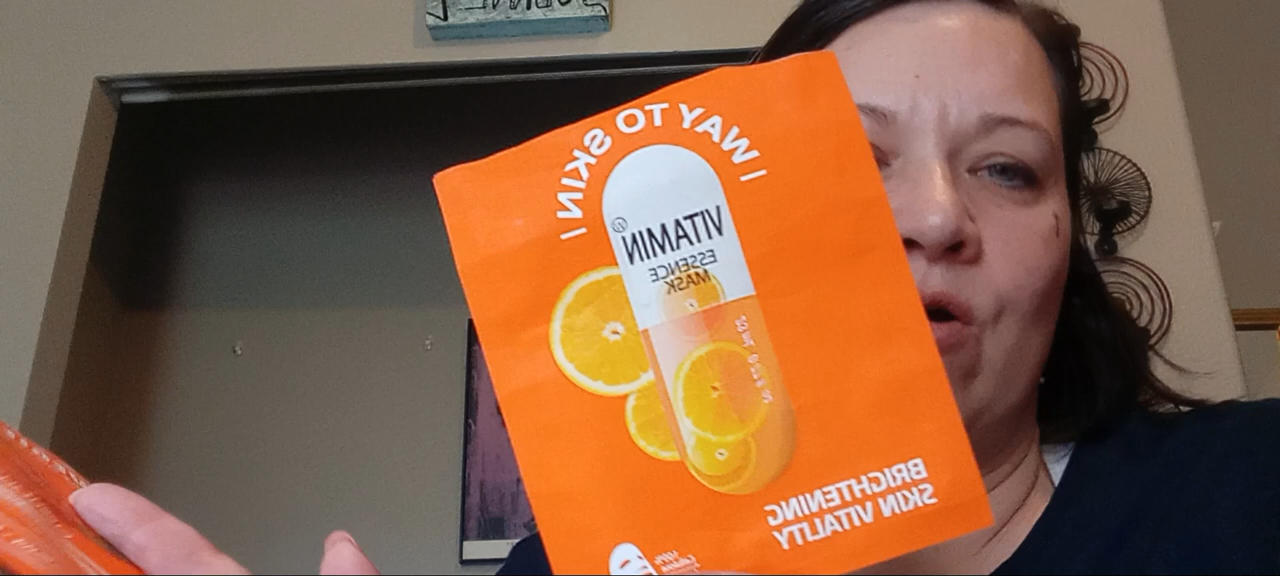 | WAY TO SKIN |
VITAMIN
ESSENCE
MASK
BRIGHTENING
SKIN VITALITY